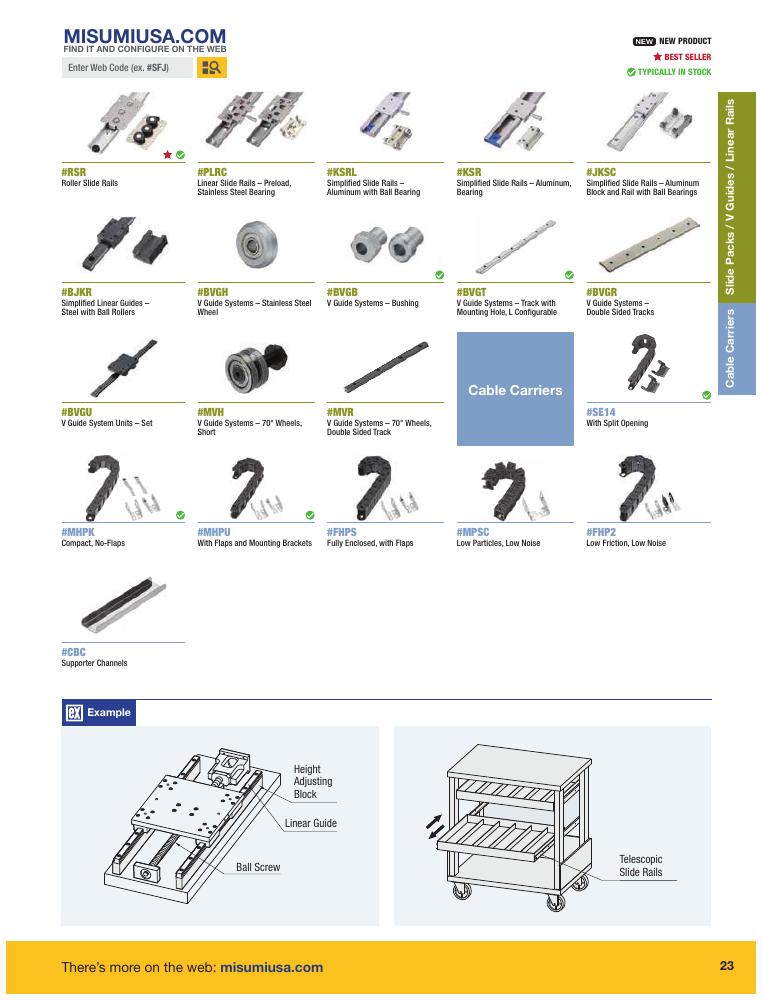 MISUMIUSA.COM
FIND IT AND CONFIGURE ON THE WEB
Enter Web Code (ex. #SFJ)
NEW NEW PRODUCT
BEST SELLER
TYPICALLY IN STOCK
#RSR
Roller Slide Rails
#PLRC
Linear Slide Rails – Preload,
Stainless Steel Bearing
#KSRL
Simplified Slide Rails –
Aluminum with Ball Bearing
#KSR
Simplified Slide Rails – Aluminum,
Bearing
#JKSC
Simplified Slide Rails – Aluminum
Block and Rail with Ball Bearings
#BJKR
Simplified Linear Guides –
Steel with Ball Rollers
#BVGH
V Guide Systems – Stainless Steel
Wheel
#BVGB
V Guide Systems – Bushing
#BVGT
V Guide Systems – Track with
Mounting Hole, L Configurable
#BVGR
V Guide Systems –
Double Sided Tracks
#BVGU
V Guide System Units – Set
#MVH
V Guide Systems – 70° Wheels,
Short
#MVR
V Guide Systems – 70° Wheels,
Double Sided Track
Cable Carriers
#SE14
With Split Opening
#MHPK
Compact, No-Flaps
#MHPU
With Flaps and Mounting Brackets
#FHPS
Fully Enclosed, with Flaps
#MPSC
Low Particles, Low Noise
#FHP2
Low Friction, Low Noise
#CBC
Supporter Channels
Slide Packs / V Guides / Linear Rails
Cable Carriers
ex Example
Height
Adjusting
Block
Linear Guide
Ball Screw
Telescopic
Slide Rails
There's more on the web: misumiusa.com
23